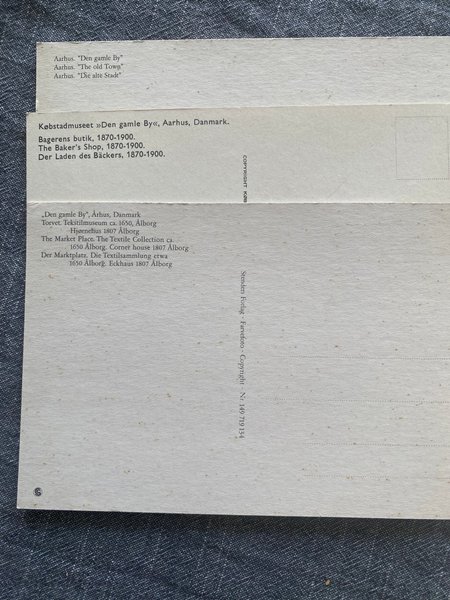 Aarhus. "Den gamle By"
Aarhus. "The old Town"
Aarhus. "Die alte Stadt"
Købstadmuseet »Den gamle By«, Aarhus, Danmark.
Bagerens butik, 1870-1900.
The Baker's Shop, 1870-1900.
Der Laden des Bäckers, 1870-1900.
COPYRIGHT KØB
„Den gamle By", Århus, Danmark
Torvet. Tekstilmuseum ca. 1650, Ålborg
Hjørnehus 1807 Ålborg
The Market Place. The Textile Collection ca.
1650 Ålborg. Corner house 1807 Ålborg
Der Marktplatz. Die Textilsammlung etwa
1650 Ålborg. Eckhaus 1807 Ålborg
Stenders Forlag - Farvefoto - Copyright - Nr. 149 719 154